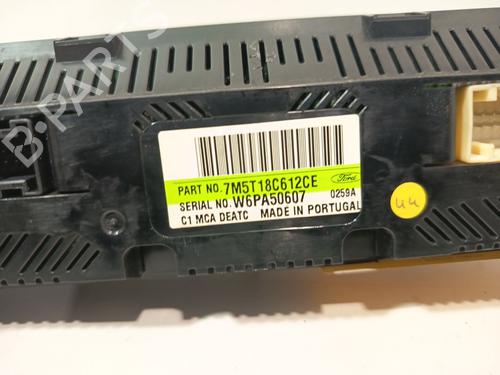 B-PARTS
PART NO. 7M5T18C612CE
Ford
SERIAL NO. W6PA50607 0259A
C1 MCA DEATC MADE IN PORTUGAL
44